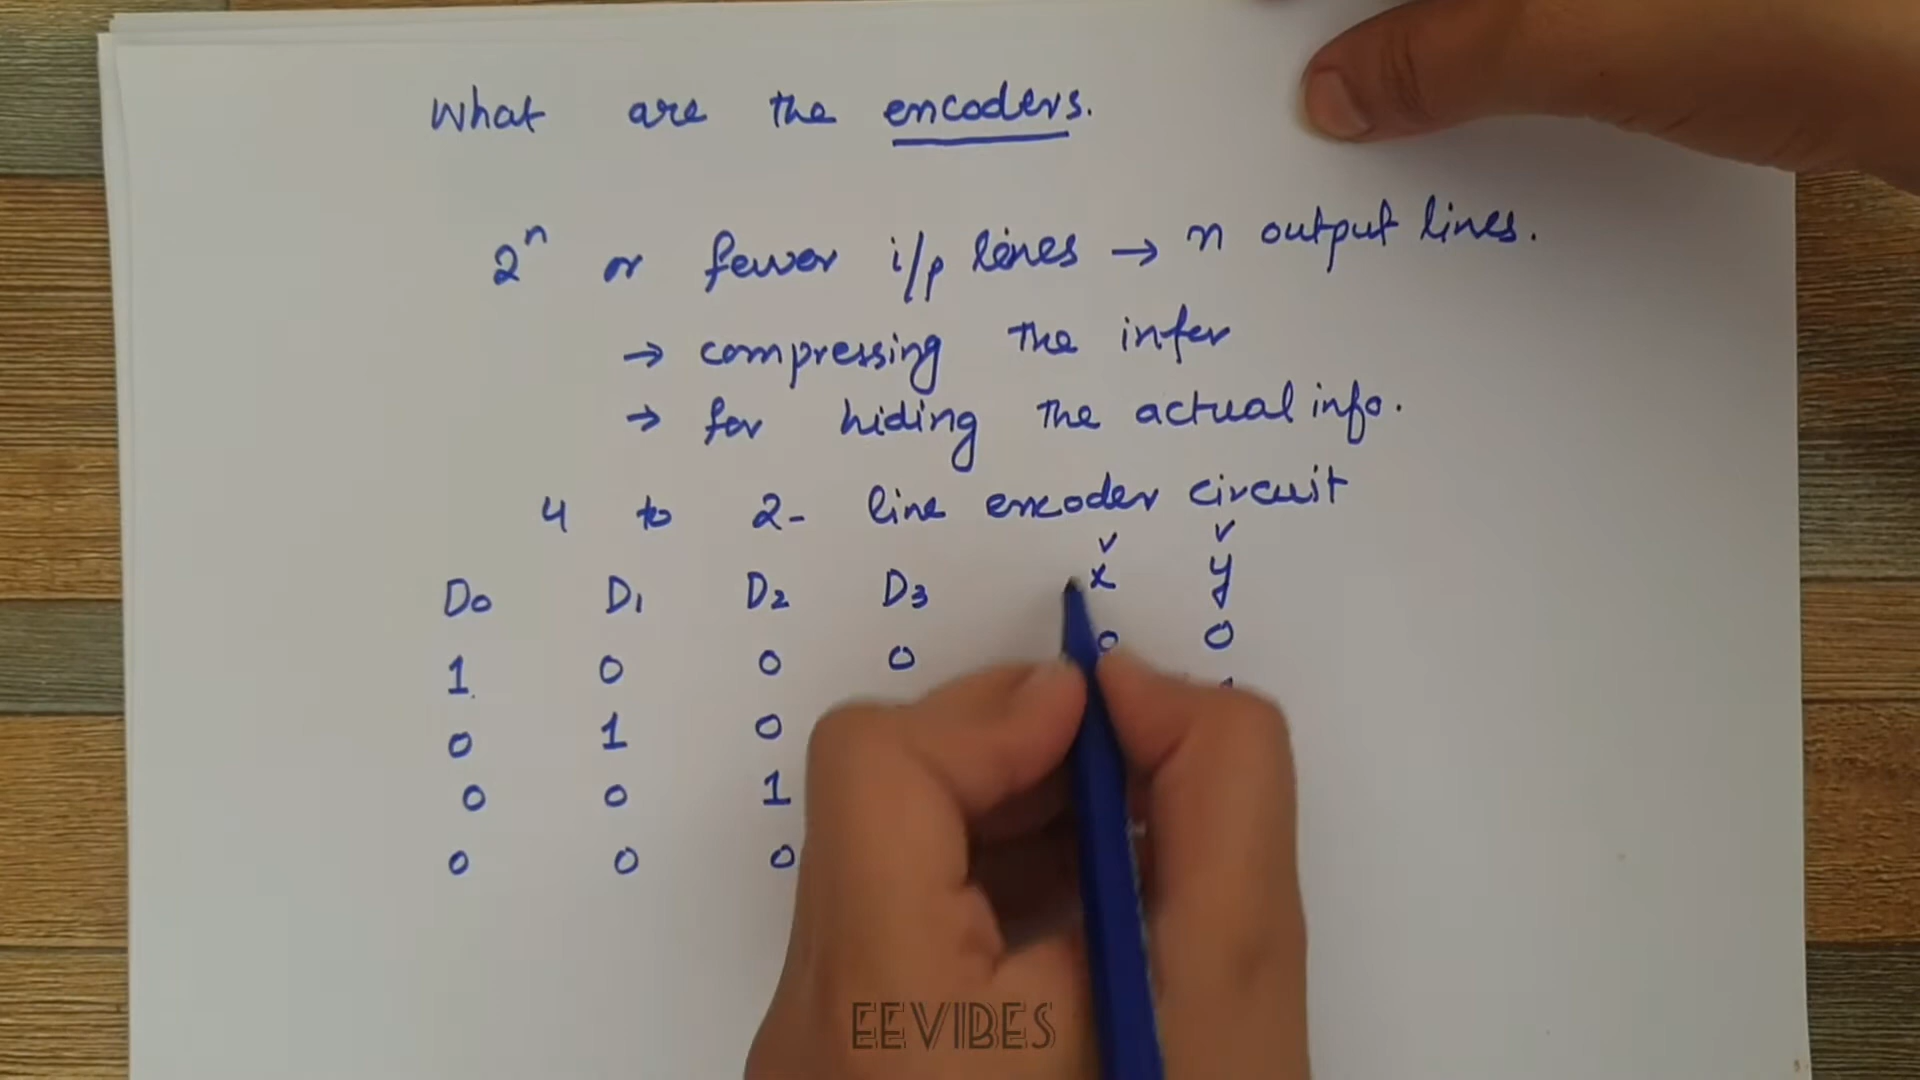 What are the encoders.
2ⁿ or fewer i/p lines → n output lines.
→ compressing the infor
→ for hiding the actual info.
4 to 2- line encoder circuit
D0 D1 D2 D3 x y
1 0 0 0 0 0
0 1 0
0 0 1
0 0 0
EEVIBES